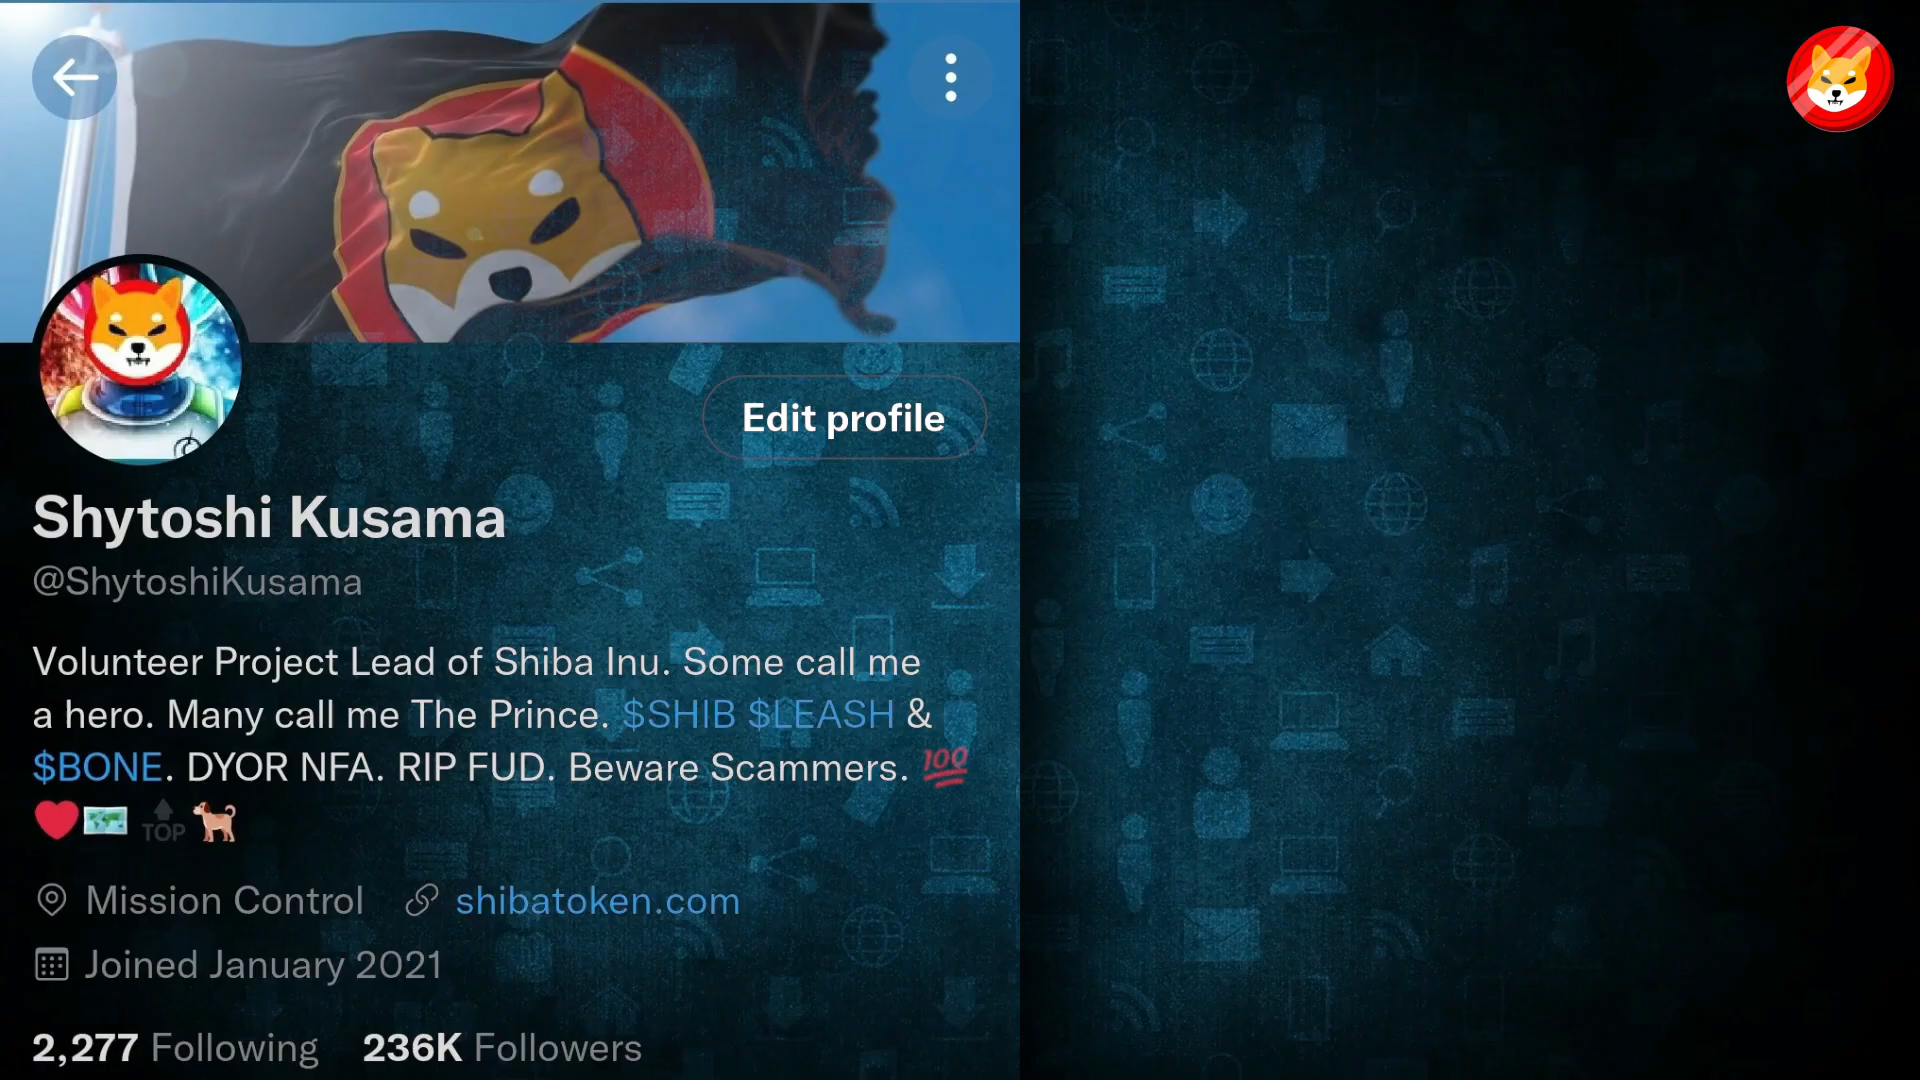 Edit profile
Shytoshi Kusama
@ShytoshiKusama
Volunteer Project Lead of Shiba Inu. Some call me
a hero. Many call me The Prince. $SHIB $LEASH &
$BONE. DYOR NFA. RIP FUD. Beware Scammers. 💯
❤️🗺️🔝🐕
Mission Control shibatoken.com
Joined January 2021
2,277 Following 236K Followers